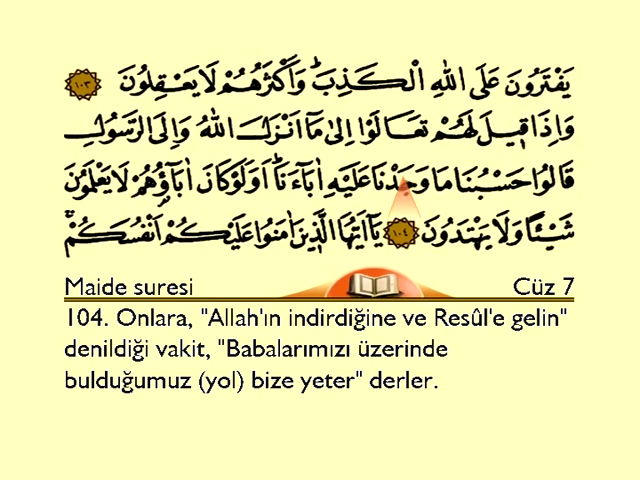 يَفْتَرُونَ عَلَى اللّٰهِ الْكَذِبَۜ وَاَكْثَرُهُمْ لَا يَعْقِلُونَ ﴿١٠٣﴾
وَاِذَا ق۪يلَ لَهُمْ تَعَالَوْا اِلٰى مَٓا اَنْزَلَ اللّٰهُ وَاِلَى الرَّسُولِ
قَالُوا حَسْبُنَا مَا وَجَدْنَا عَلَيْهِ اٰبَٓاءَنَاۜ اَوَلَوْ كَانَ اٰبَٓاؤُ۬هُمْ لَا يَعْلَمُونَ
شَيْـًٔا وَلَا يَهْتَدُونَ ﴿١٠٤﴾ يَٓا اَيُّهَا الَّذ۪ينَ اٰمَنُوا عَلَيْكُمْ اَنْفُسَكُمْۚ
Maide suresi Cüz 7
104. Onlara, "Allah'ın indirdiğine ve Resûl'e gelin"
denildiği vakit, "Babalarımızı üzerinde
bulduğumuz (yol) bize yeter" derler.